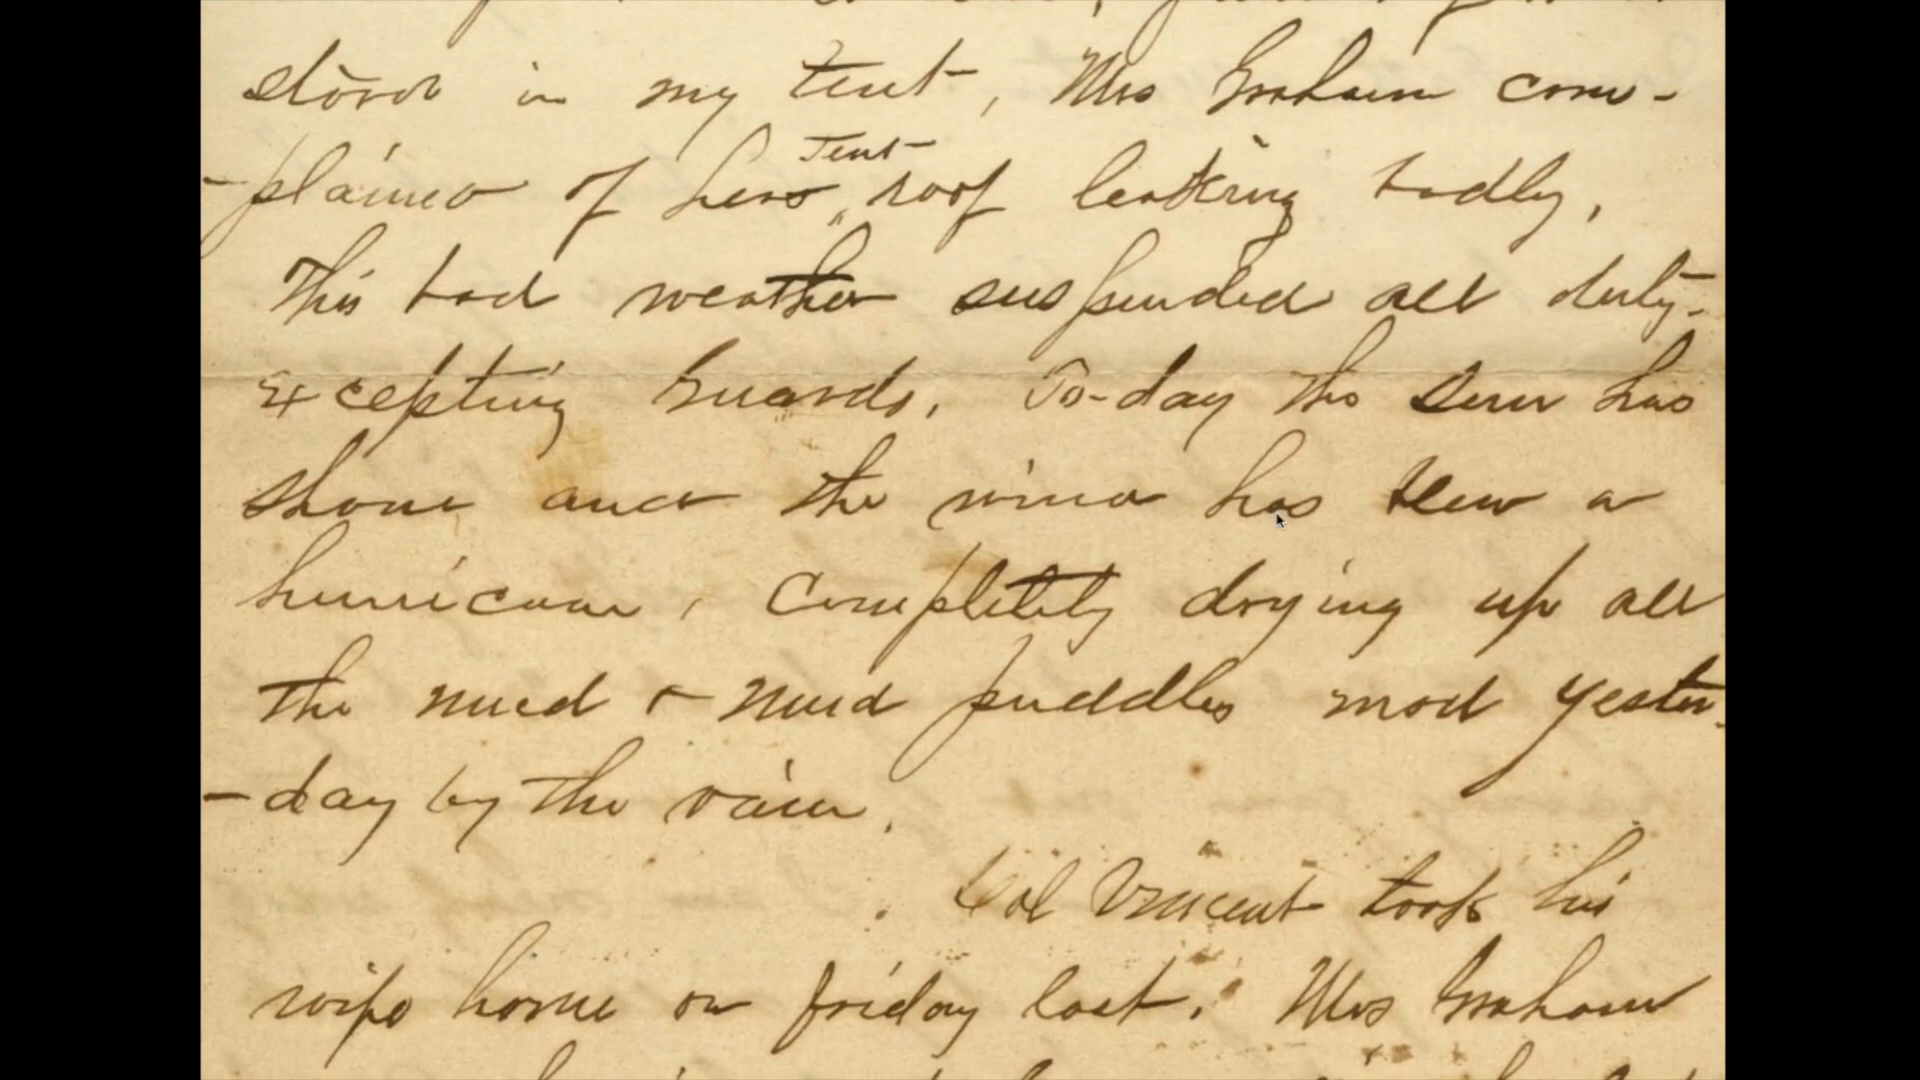 stood in my tent, Mrs Graham com-
-plained of hers Tent roof leaking badly,
This bad weather suspended all duty-
Excepting Guards. To-day the sun has
shone and the wind has blew a
hurricane, Completely drying up all
the mud & mud puddles mad yester-
-day by the rain.
Col Vincent took his
wife home on friday last. Mrs Graham